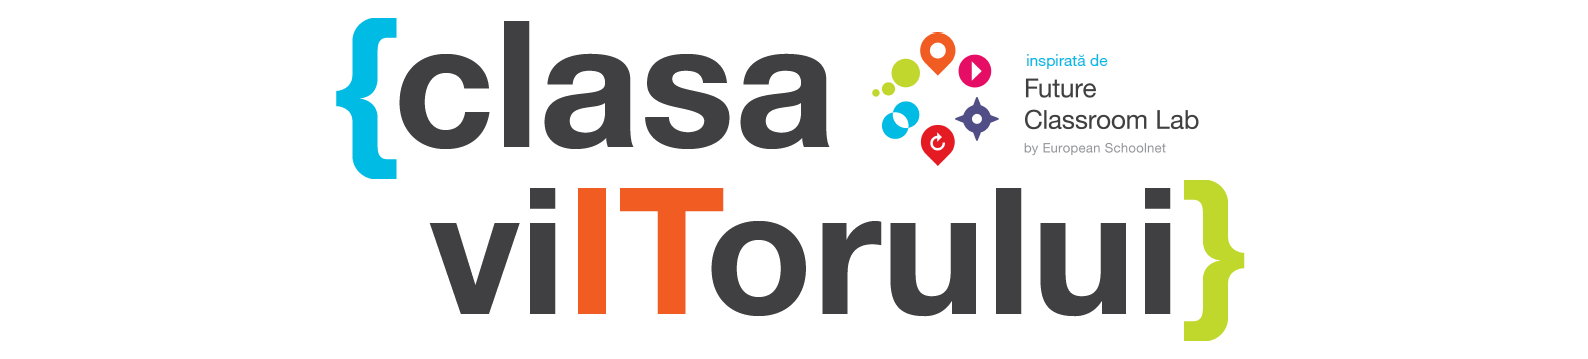 {clasa
inspirată de
Future
Classroom Lab
by European Schoolnet
viITorului}